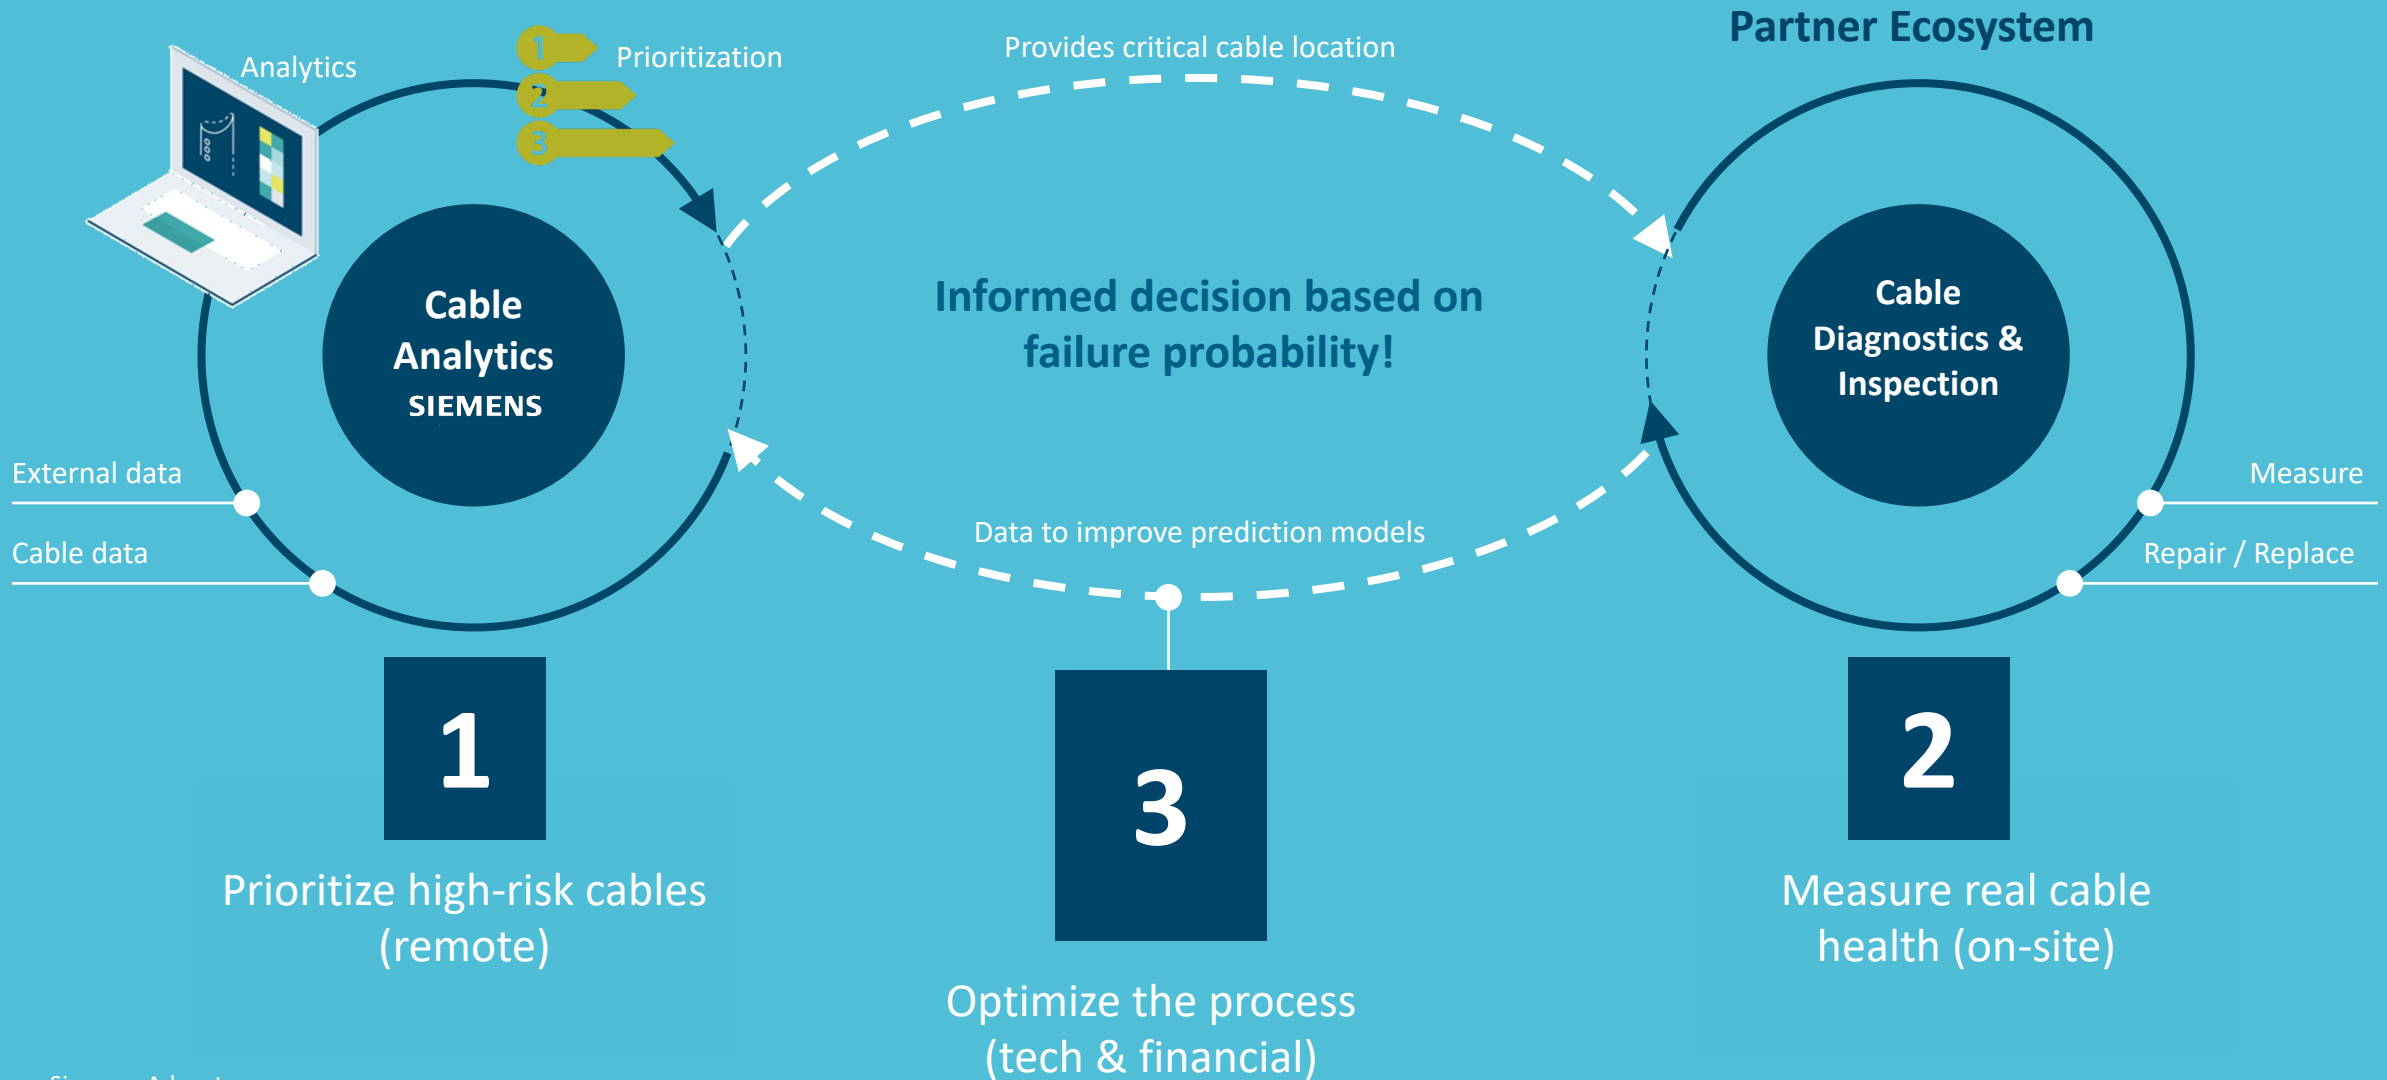 Partner Ecosystem
Analytics
1
2
3
Prioritization
Provides critical cable location
Cable
Analytics
SIEMENS
Informed decision based on
failure probability!
Cable
Diagnostics &
Inspection
External data
Cable data
Data to improve prediction models
Measure
Repair / Replace
1
Prioritize high-risk cables
(remote)
3
Optimize the process
(tech & financial)
2
Measure real cable
health (on-site)